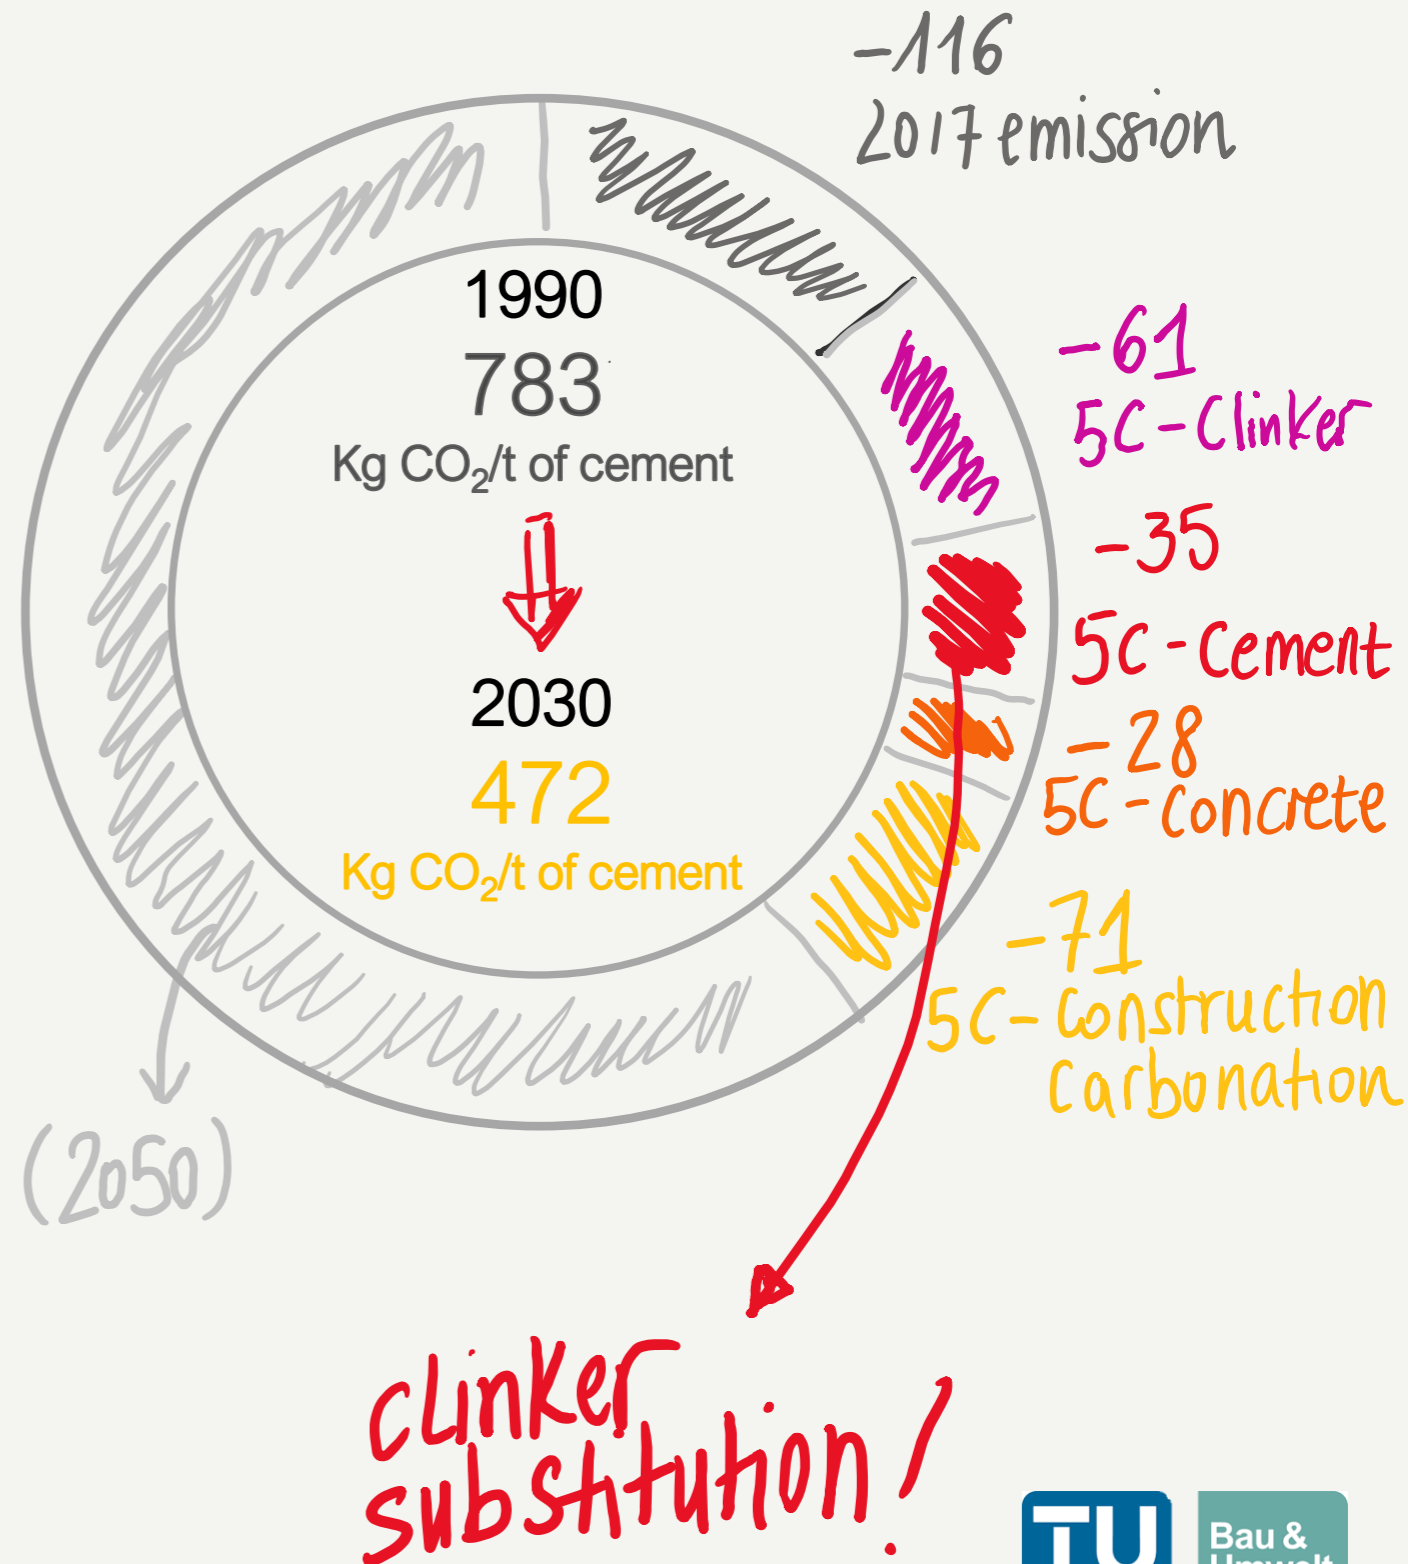 -116
2017 emission
1990
783
Kg CO₂/t of cement
2030
472
Kg CO₂/t of cement
-61
5C-Clinker
-35
5C-Cement
-28
5C-Concrete
-71
5C-Construction
Carbonation
(2050)
clinker
substitution!
TU
Bau &
Umwelt